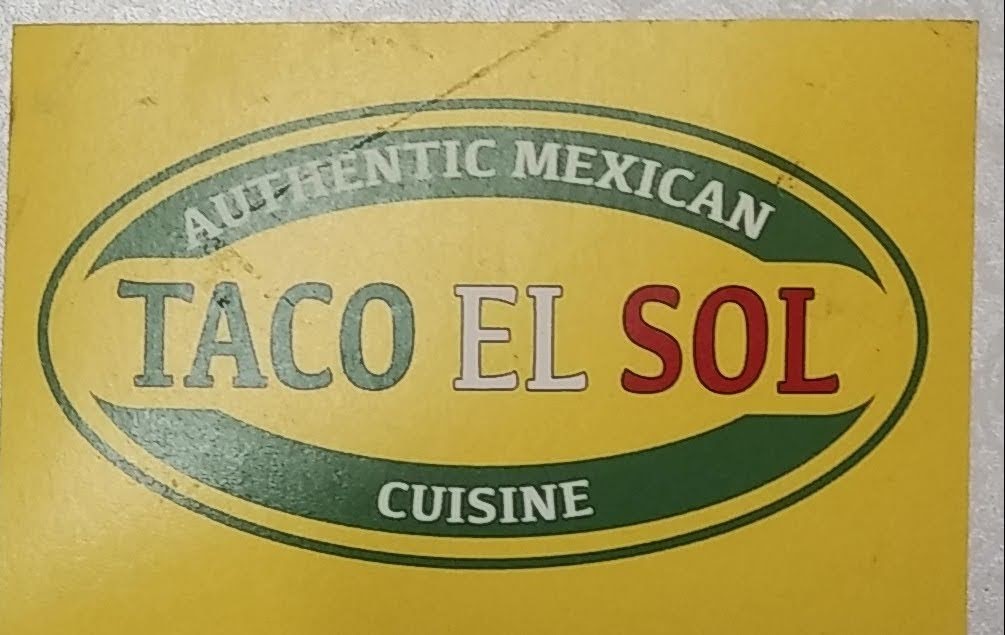 AUTHENTIC MEXICAN
TACO EL SOL
CUISINE